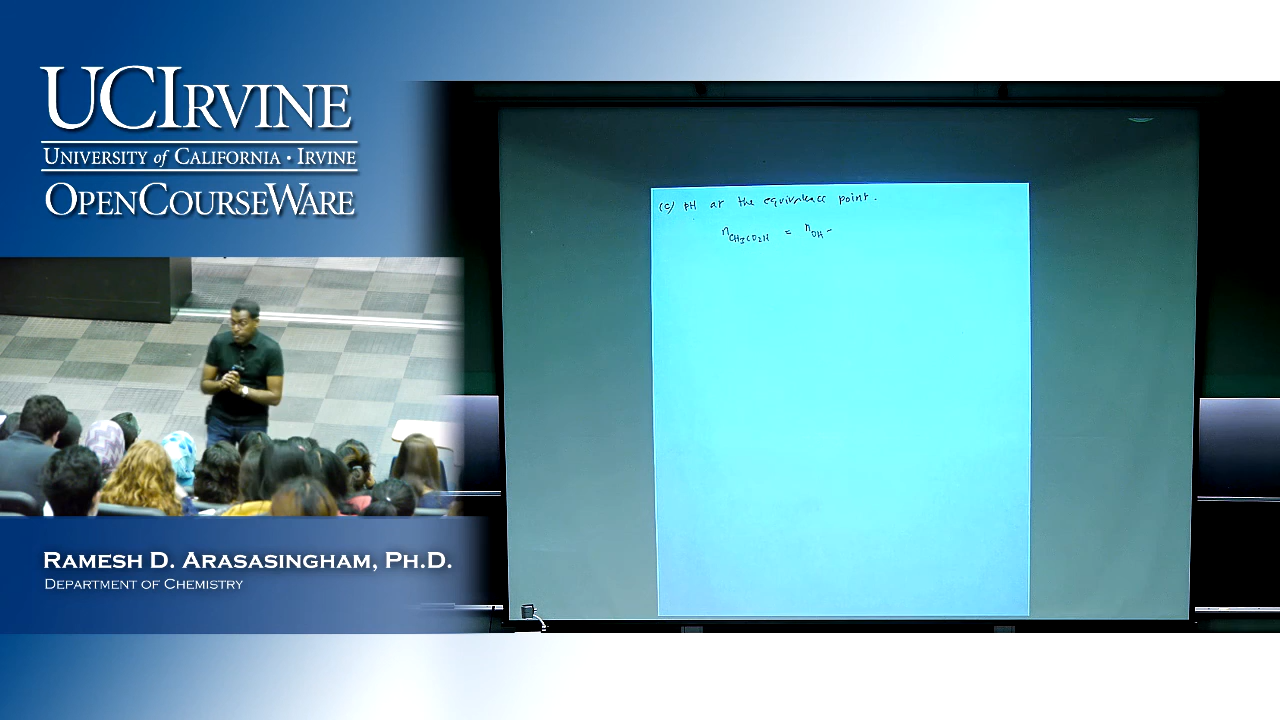 UCIRVINE
UNIVERSITY of CALIFORNIA · IRVINE
OPENCOURSEWARE
RAMESH D. ARASASINGHAM, PH.D.
DEPARTMENT OF CHEMISTRY
(c) pH at the equivalence point.
nCH3CO2H = nOH-